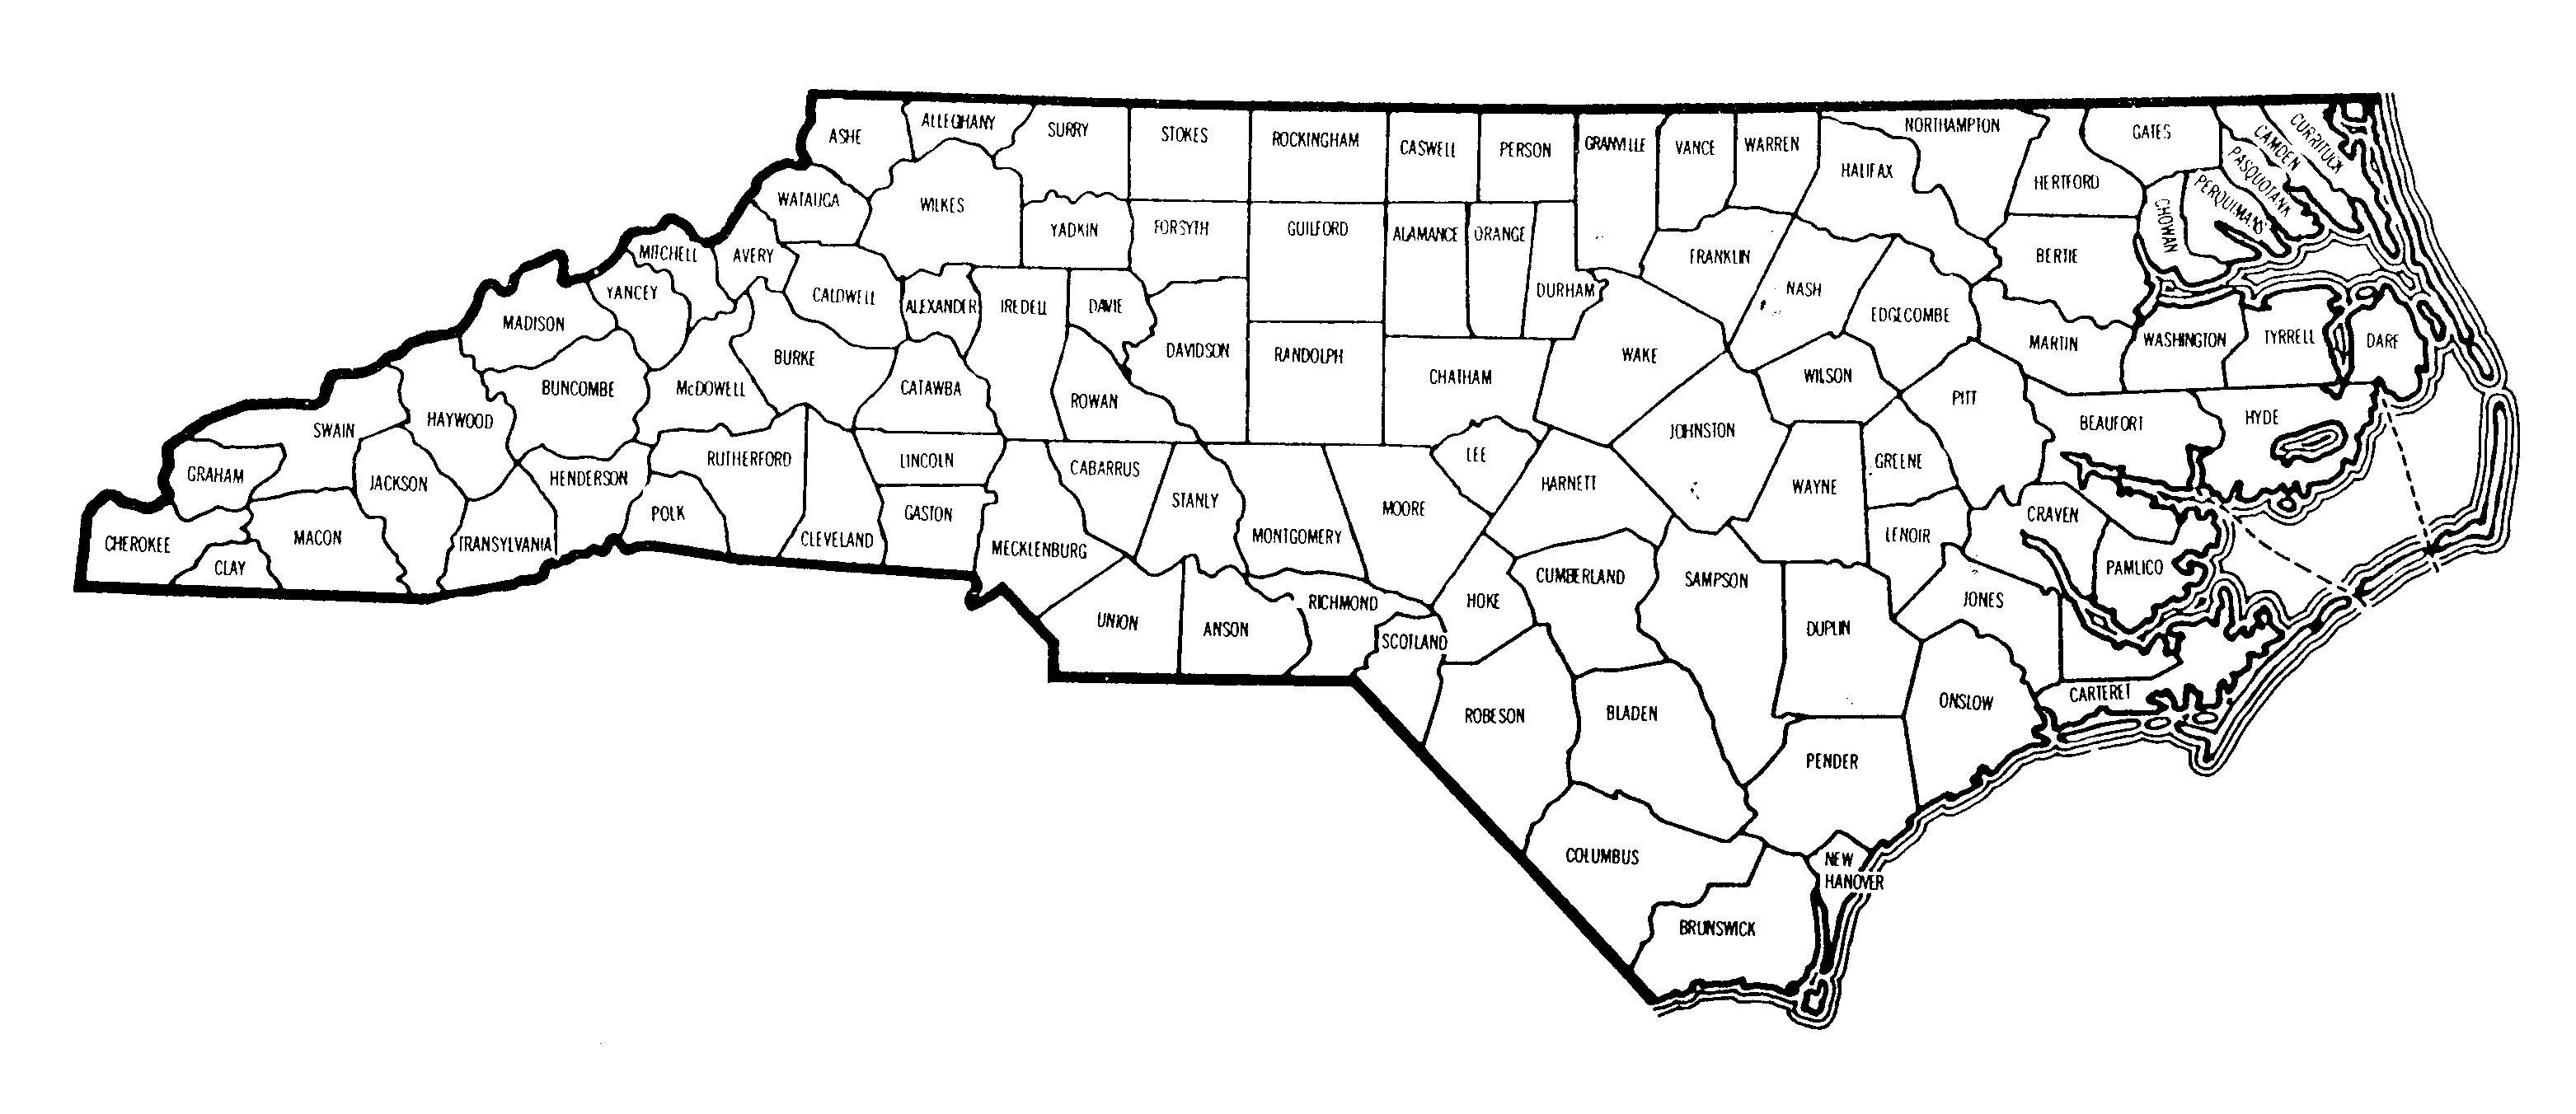 ASHE
ALLEGHANY
SURRY
STOKES
ROCKINGHAM
CASWELL
PERSON
GRANVILLE
VANCE
WARREN
NORTHAMPTON
GATES
CAMDEN
CURRITUCK
PASQUOTANK
PERQUIMANS
CHOWAN
HERTFORD
HALIFAX
WATAUGA
WILKES
YADKIN
FORSYTH
GUILFORD
ALAMANCE
ORANGE
DURHAM
FRANKLIN
NASH
EDGECOMBE
BERTIE
MITCHELL
AVERY
YANCEY
CALDWELL
ALEXANDER
IREDELL
DAVIE
MADISON
BURKE
DAVIDSON
RANDOLPH
CHATHAM
WAKE
WILSON
MARTIN
WASHINGTON
TYRRELL
DARE
BUNCOMBE
McDOWELL
CATAWBA
ROWAN
PITT
BEAUFORT
HYDE
SWAIN
HAYWOOD
JOHNSTON
GRAHAM
JACKSON
HENDERSON
RUTHERFORD
LINCOLN
CABARRUS
STANLY
LEE
HARNETT
WAYNE
GREENE
CHEROKEE
CLAY
MACON
TRANSYLVANIA
POLK
CLEVELAND
GASTON
MECKLENBURG
MONTGOMERY
MOORE
LENOIR
CRAVEN
PAMLICO
UNION
ANSON
RICHMOND
SCOTLAND
HOKE
CUMBERLAND
SAMPSON
DUPLIN
JONES
ROBESON
BLADEN
PENDER
ONSLOW
CARTERET
COLUMBUS
NEW
HANOVER
BRUNSWICK